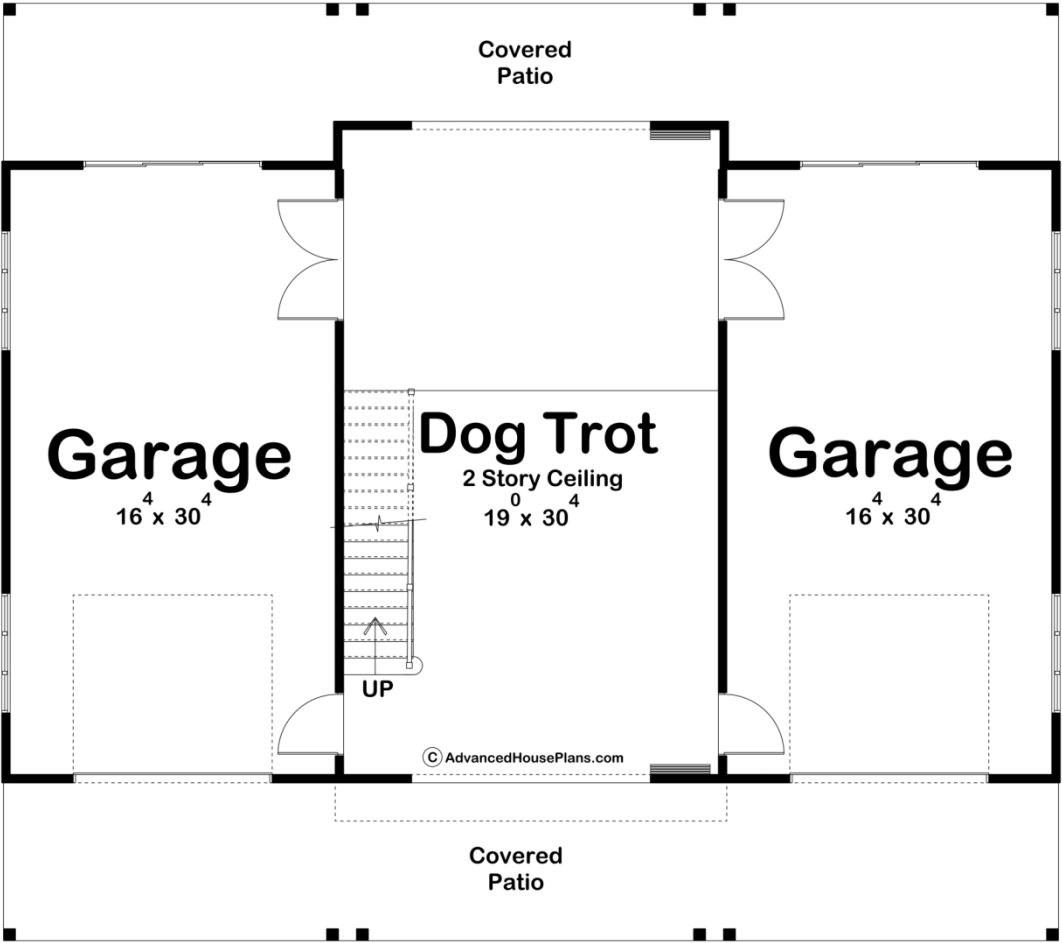 Covered
Patio
Garage
16⁴ x 30⁴
Dog Trot
2 Story Ceiling
19⁰ x 30⁴
Garage
16⁴ x 30⁴
UP
© AdvancedHousePlans.com
Covered
Patio